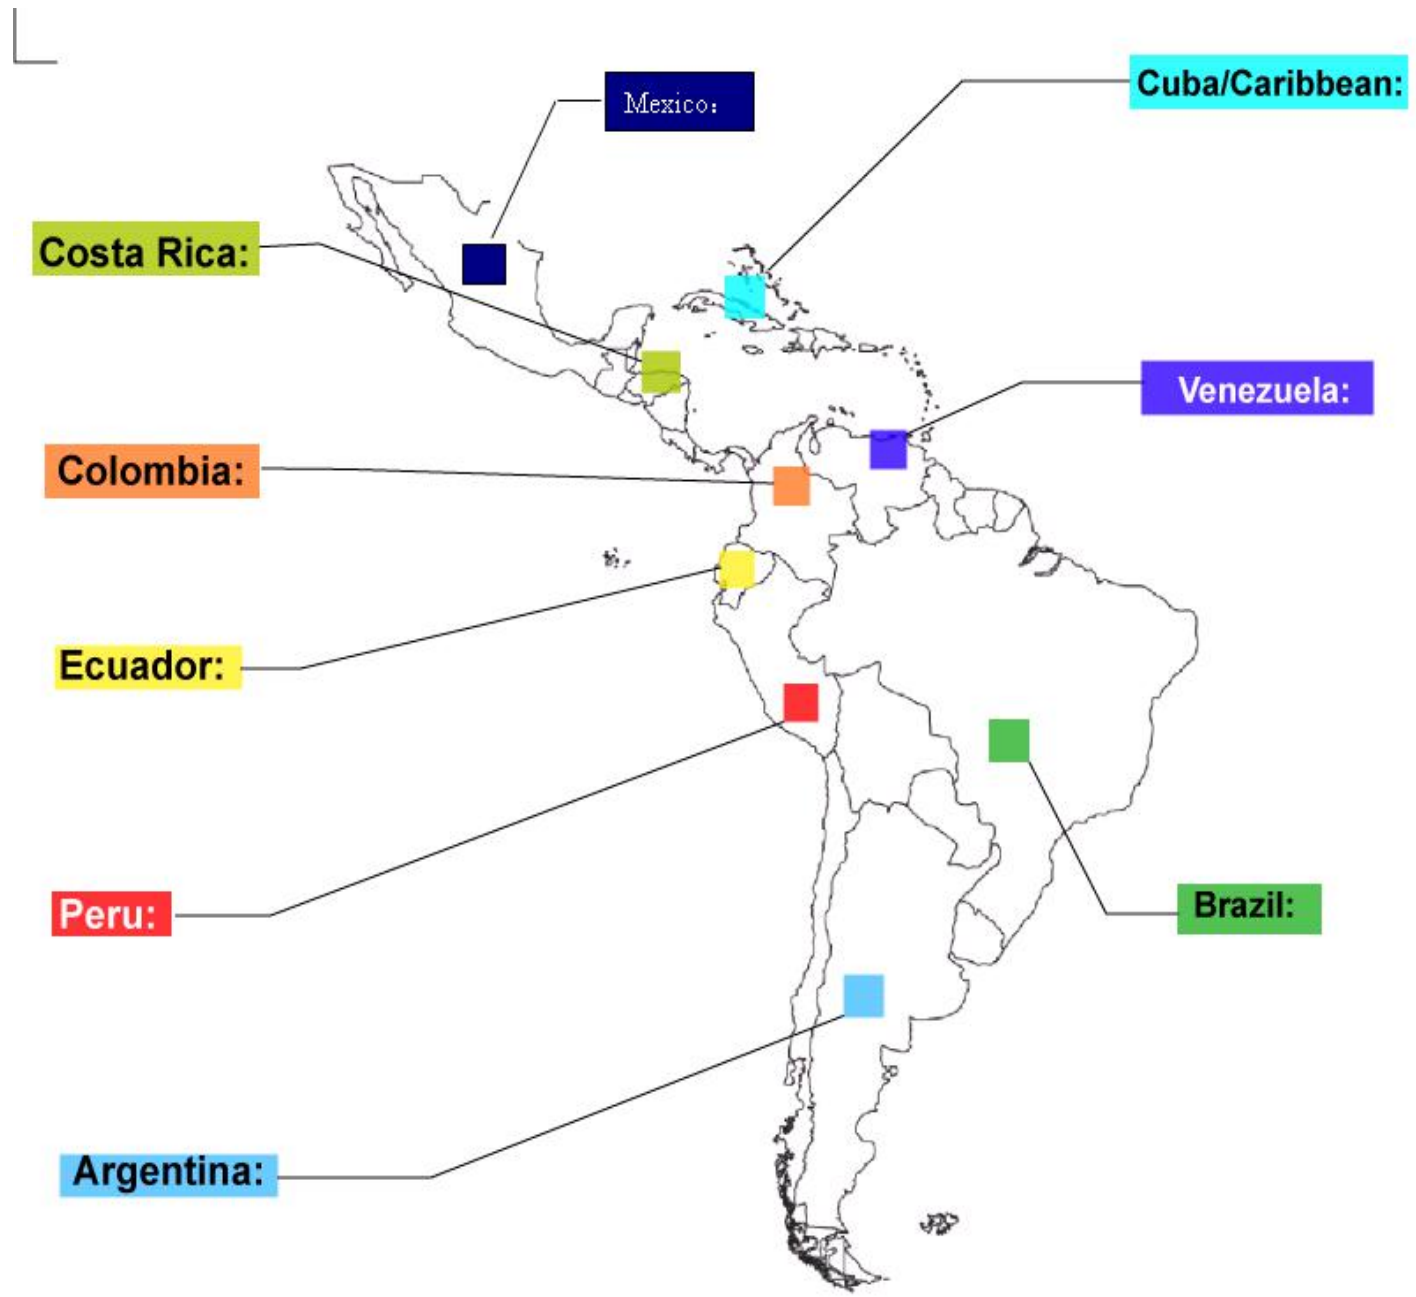 Mexico：
Cuba/Caribbean:
Costa Rica:
Venezuela:
Colombia:
Ecuador:
Peru:
Brazil:
Argentina: